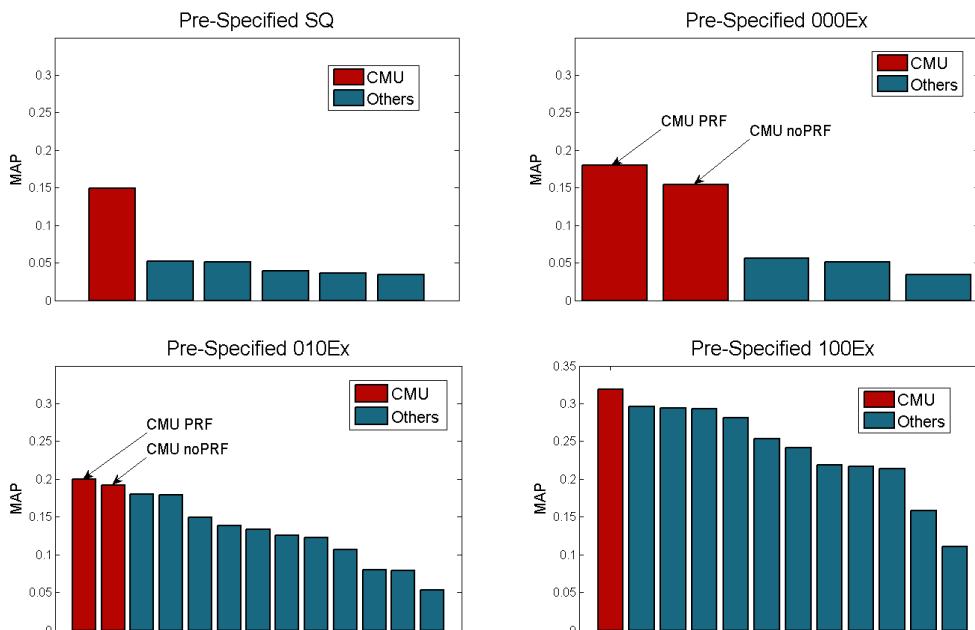 Pre-Specified SQ
0.3
0.25
0.2
0.15
0.1
0.05
0
MAP
CMU
Others
Pre-Specified 000Ex
0.3
0.25
0.2
0.15
0.1
0.05
0
MAP
CMU
Others
CMU PRF
CMU noPRF
Pre-Specified 010Ex
0.3
0.25
0.2
0.15
0.1
0.05
0
MAP
CMU
Others
CMU PRF
CMU noPRF
Pre-Specified 100Ex
0.35
0.3
0.25
0.2
0.15
0.1
0.05
0
MAP
CMU
Others